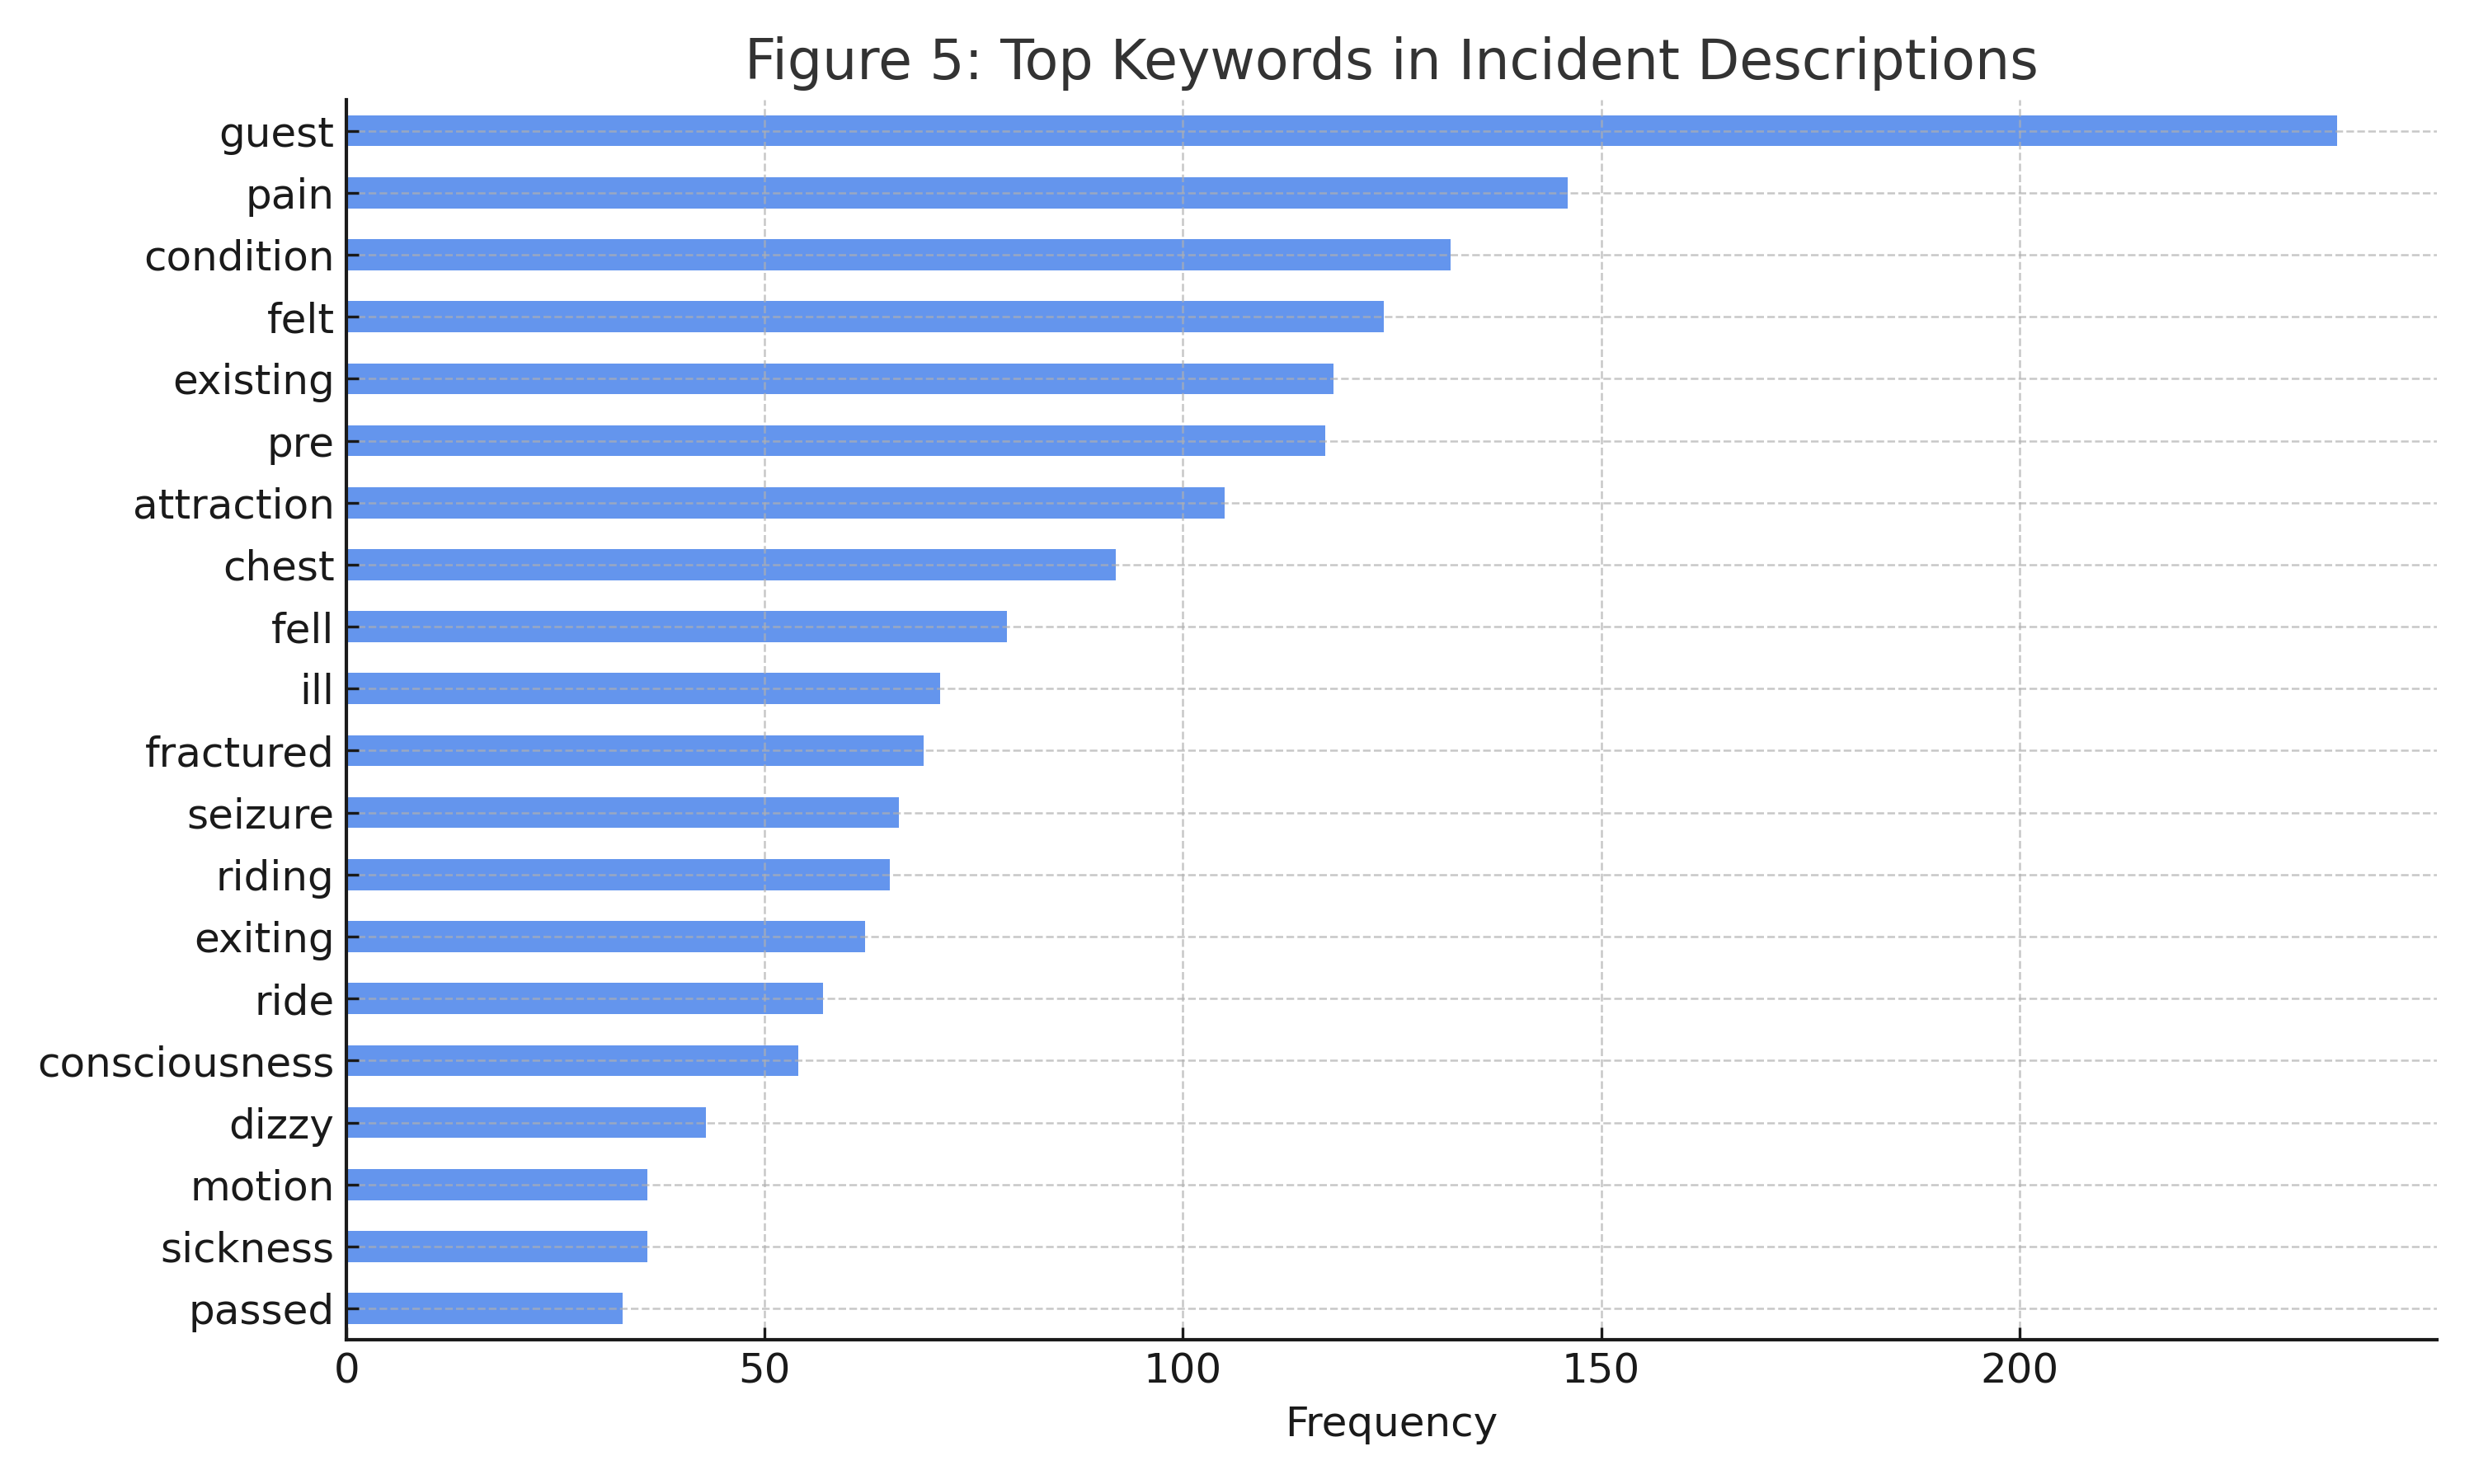 Figure 5: Top Keywords in Incident Descriptions
guest
pain
condition
felt
existing
pre
attraction
chest
fell
ill
fractured
seizure
riding
exiting
ride
consciousness
dizzy
motion
sickness
passed
0 50 100 150 200
Frequency